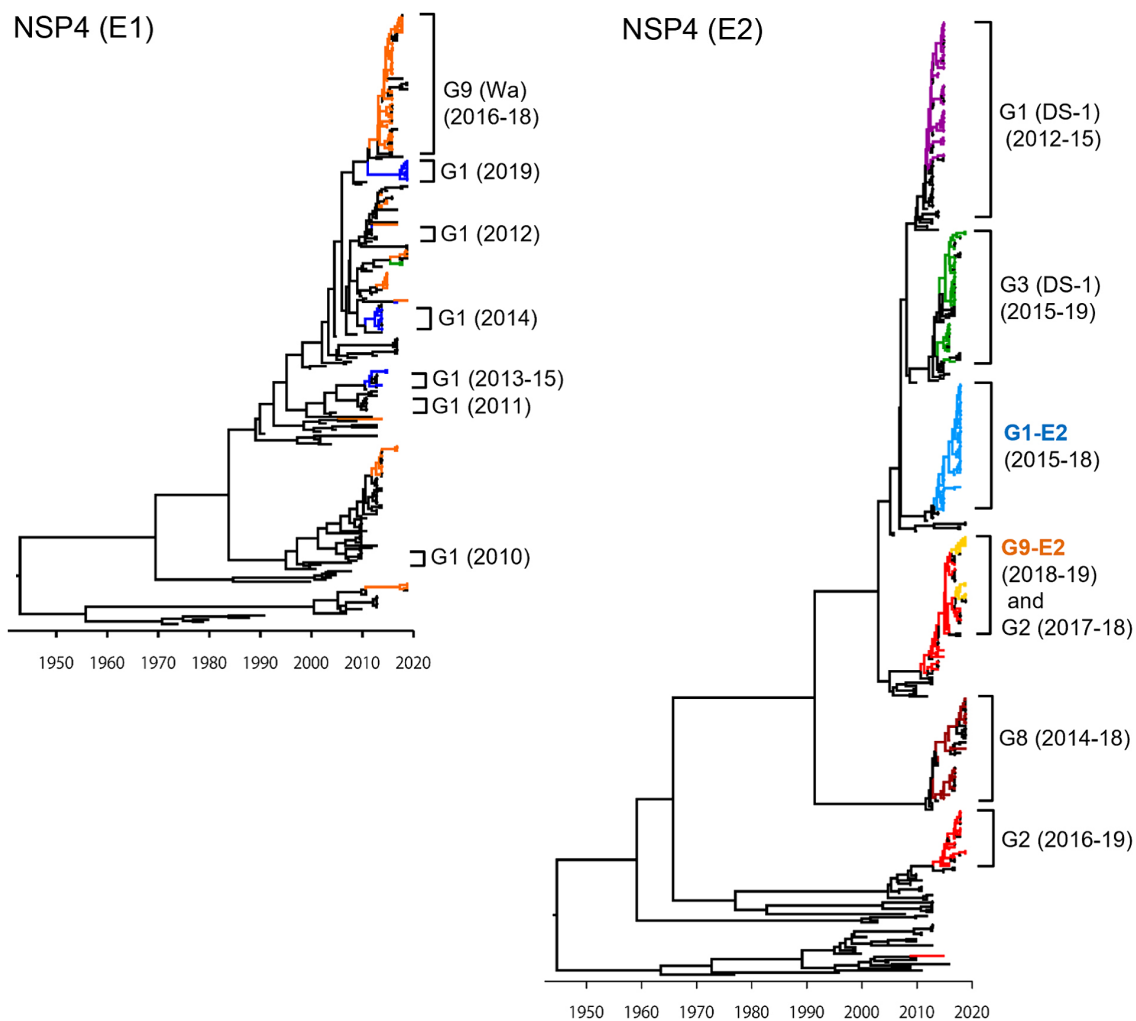 NSP4 (E1)
G9 (Wa)
(2016-18)
G1 (2019)
G1 (2012)
G1 (2014)
G1 (2013-15)
G1 (2011)
G1 (2010)
1950 1960 1970 1980 1990 2000 2010 2020
NSP4 (E2)
G1 (DS-1)
(2012-15)
G3 (DS-1)
(2015-19)
G1-E2
(2015-18)
G9-E2
(2018-19)
and
G2 (2017-18)
G8 (2014-18)
G2 (2016-19)
1950 1960 1970 1980 1990 2000 2010 2020